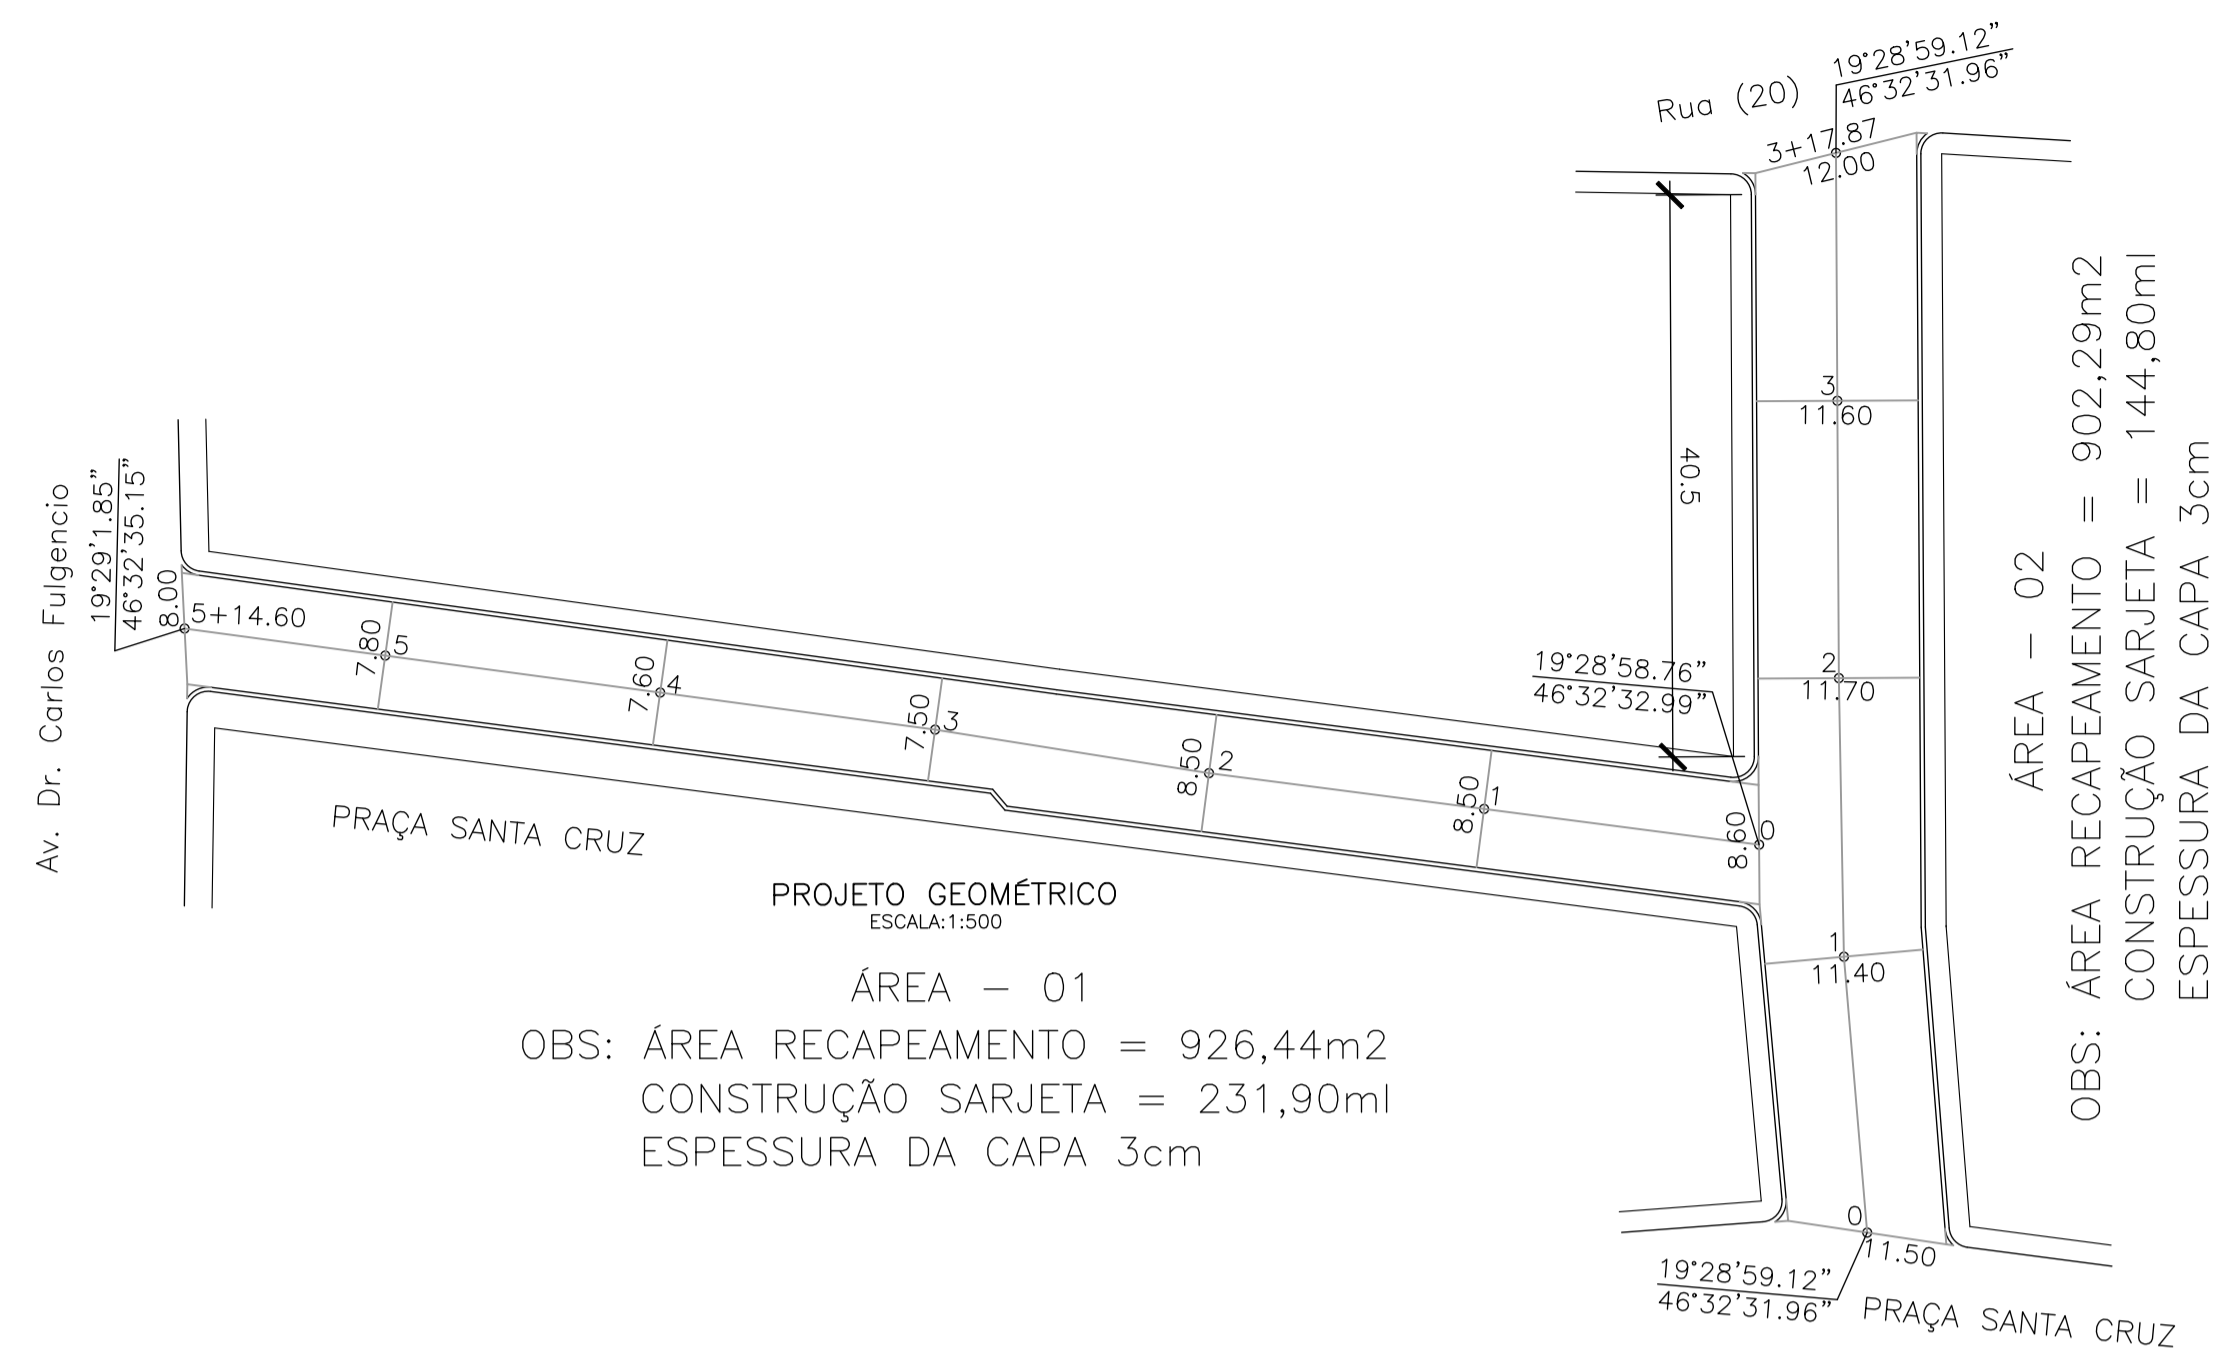 19°28'59.12"
46°32'31.96"
Rua (20)
3+17.87
12.00
3
11.60
40.5
2
11.70
19°28'58.76"
46°32'32.99"
0
8.60
1
11.40
0
11.50
19°28'59.12"
46°32'31.96"
PRAÇA SANTA CRUZ
Av. Dr. Carlos Fulgencio
19°29'1.85"
46°32'35.15"
8.00
5+14.60
7.80
5
7.60
4
7.50
3
8.50
2
8.50
1
PRAÇA SANTA CRUZ
PROJETO GEOMÉTRICO
ESCALA:1:500
ÁREA – 01
OBS: ÁREA RECAPEAMENTO = 926,44m2
CONSTRUÇÃO SARJETA = 231,90ml
ESPESSURA DA CAPA 3cm
ÁREA – 02
OBS: ÁREA RECAPEAMENTO = 902,29m2
CONSTRUÇÃO SARJETA = 144,80ml
ESPESSURA DA CAPA 3cm